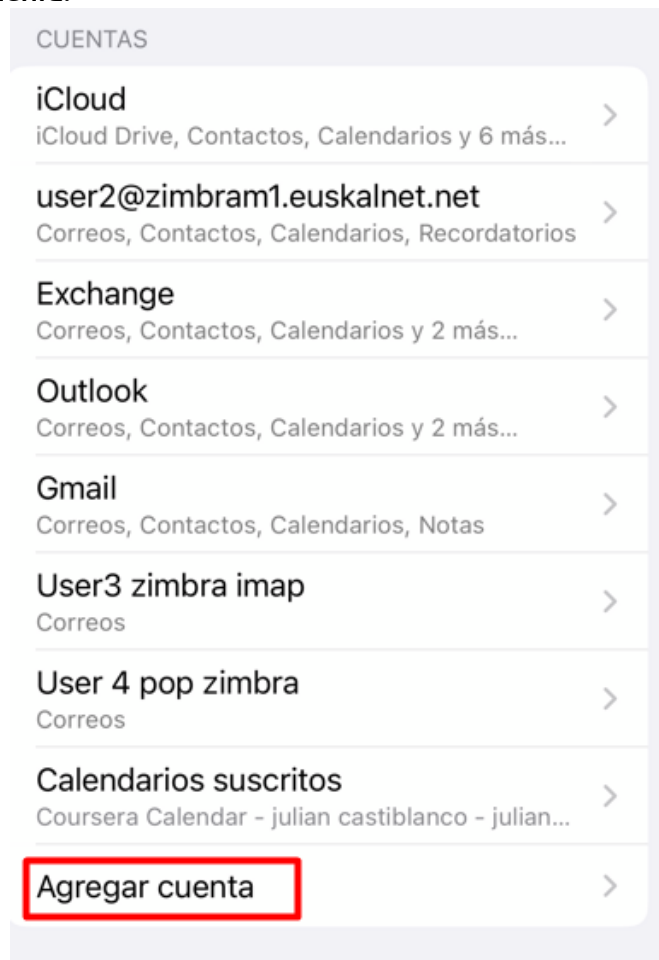 CUENTAS
iCloud
iCloud Drive, Contactos, Calendarios y 6 más...
user2@zimbram1.euskalnet.net
Correos, Contactos, Calendarios, Recordatorios
Exchange
Correos, Contactos, Calendarios y 2 más...
Outlook
Correos, Contactos, Calendarios y 2 más...
Gmail
Correos, Contactos, Calendarios, Notas
User3 zimbra imap
Correos
User 4 pop zimbra
Correos
Calendarios suscritos
Coursera Calendar - julian castiblanco - julian...
Agregar cuenta